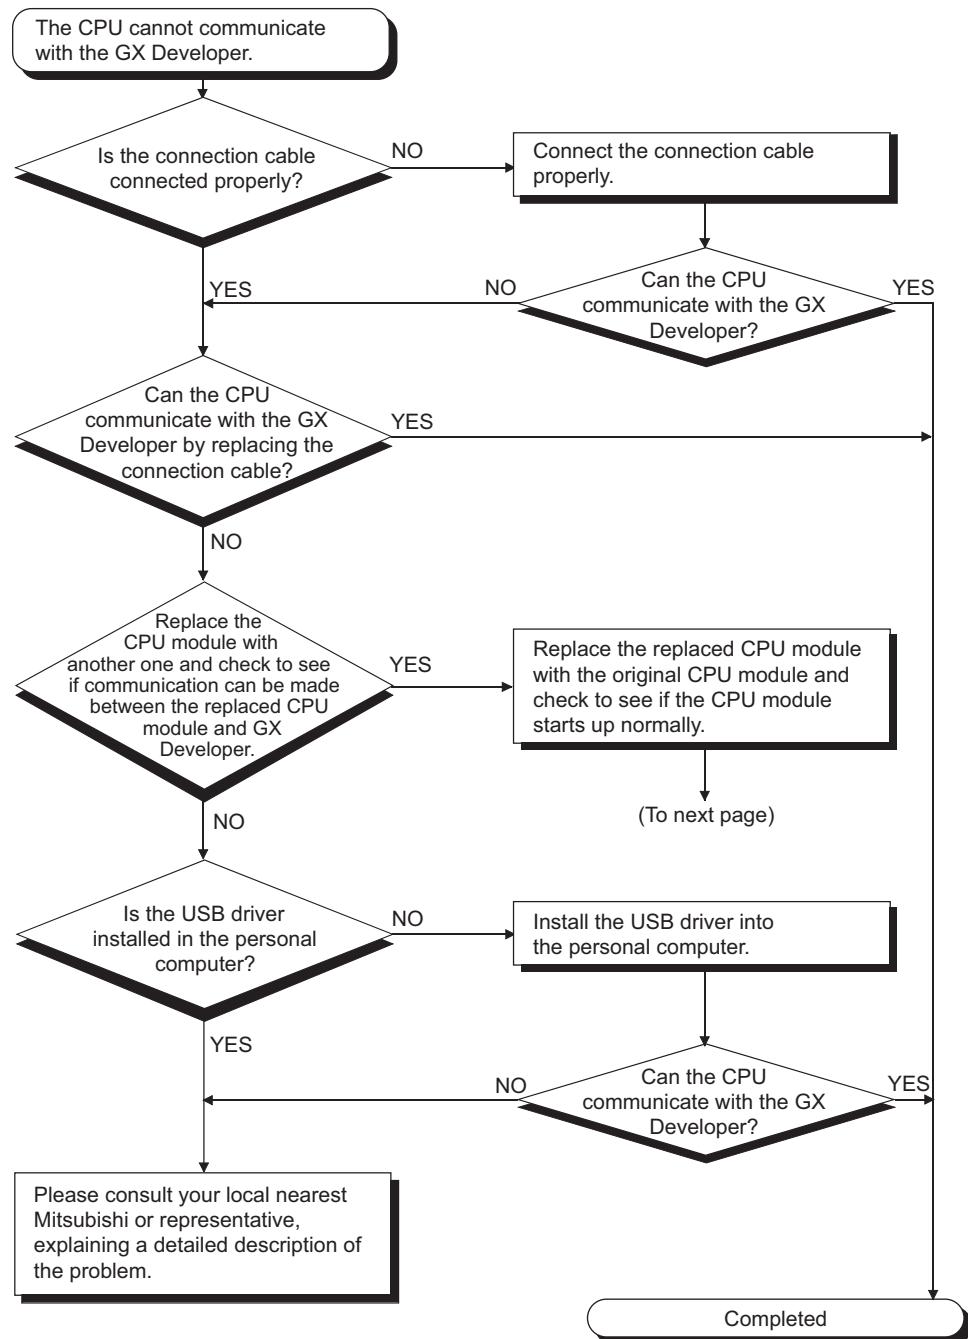 The CPU cannot communicate
with the GX Developer.
Is the connection cable
connected properly?
NO
Connect the connection cable
properly.
YES
NO
Can the CPU
communicate with the GX
Developer?
YES
Can the CPU
communicate with the GX
Developer by replacing the
connection cable?
YES
NO
Replace the
CPU module with
another one and check to see
if communication can be made
between the replaced CPU
module and GX
Developer.
YES
Replace the replaced CPU module
with the original CPU module and
check to see if the CPU module
starts up normally.
(To next page)
NO
Is the USB driver
installed in the personal
computer?
NO
Install the USB driver into
the personal computer.
YES
NO
Can the CPU
communicate with the GX
Developer?
YES
Please consult your local nearest
Mitsubishi or representative,
explaining a detailed description of
the problem.
Completed